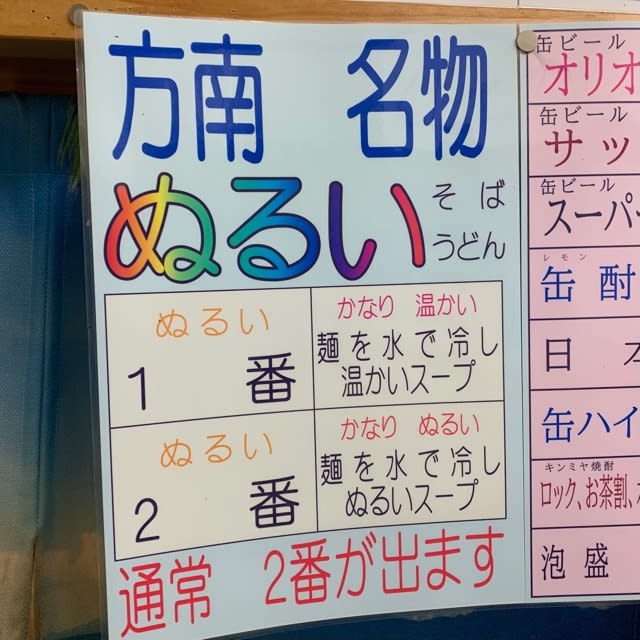 方南 名物
ぬるい そば うどん
ぬるい 1番
かなり 温かい
麺を水で冷し
温かいスープ
ぬるい 2番
かなり ぬるい
麺を水で冷し
ぬるいスープ
通常 2番が出ます
缶ビール
オリオ
缶ビール
サッ
缶ビール
スーパー
レモン
缶酎
日本
缶ハイ
キンミヤ焼酎
ロック、お茶割、
泡盛